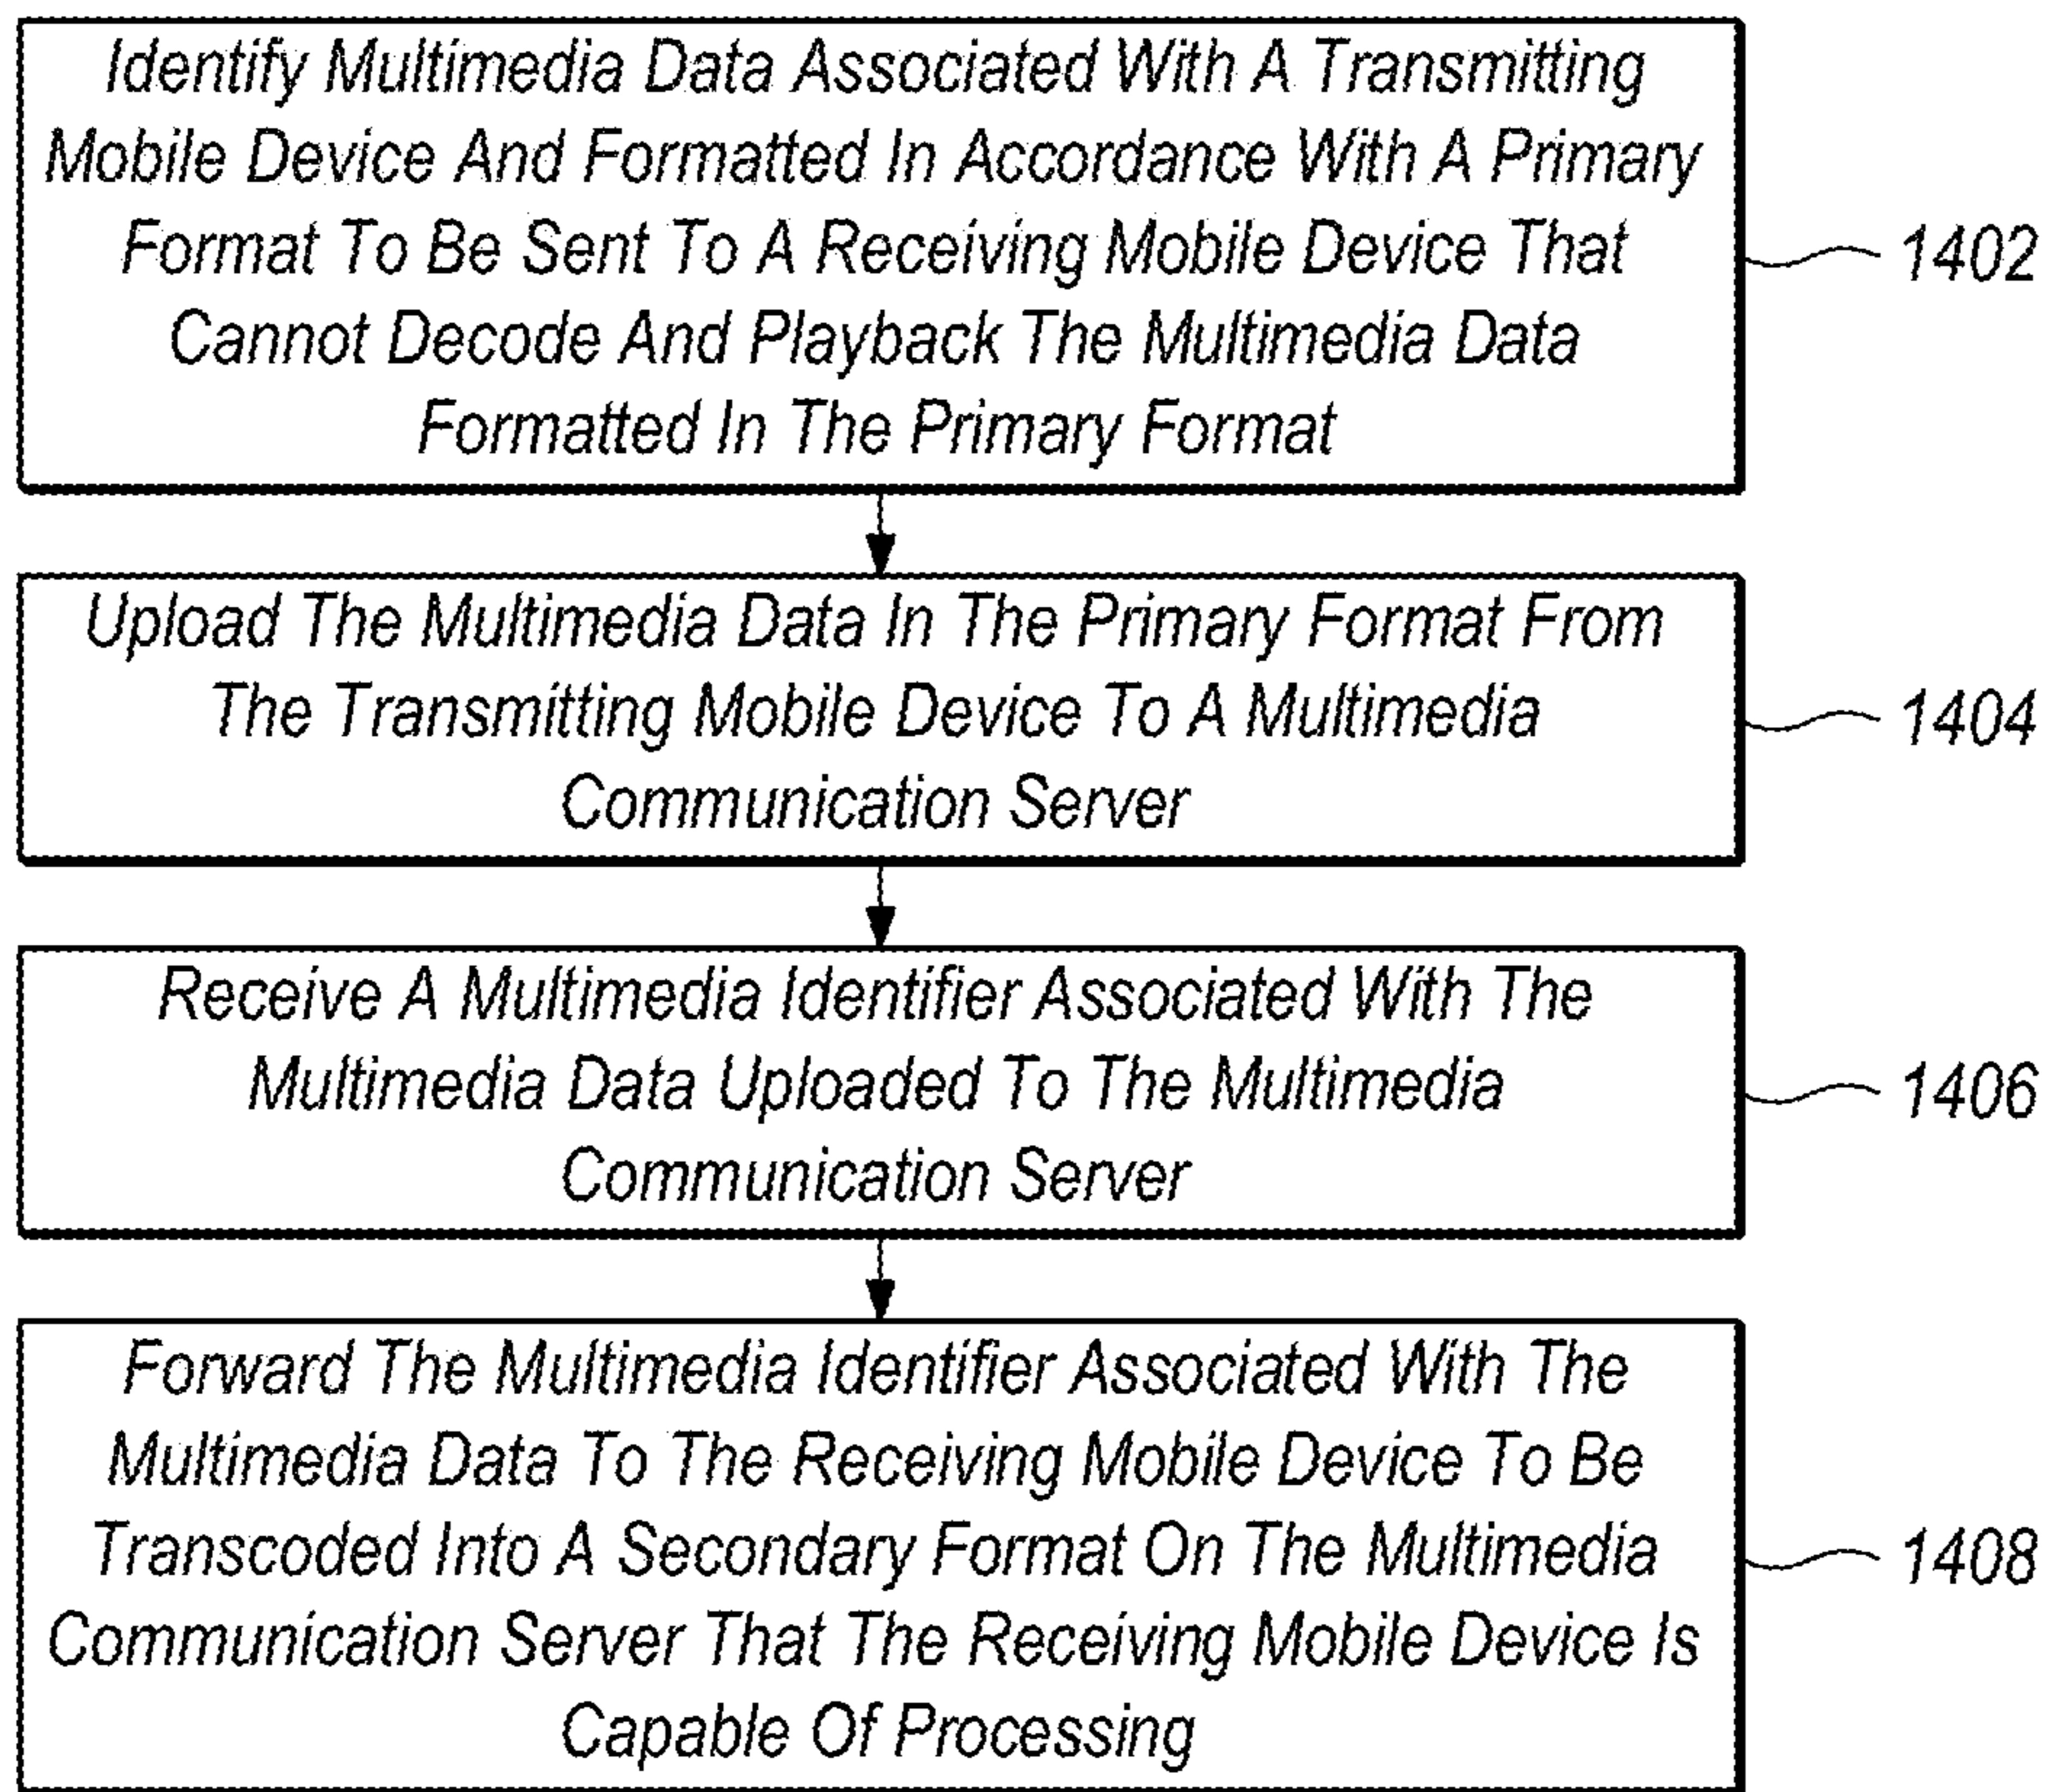 Identify Multimedia Data Associated With A Transmitting
Mobile Device And Formatted In Accordance With A Primary
Format To Be Sent To A Receiving Mobile Device That
Cannot Decode And Playback The Multimedia Data
Formatted In The Primary Format
1402
Upload The Multimedia Data In The Primary Format From
The Transmitting Mobile Device To A Multimedia
Communication Server
1404
Receive A Multimedia Identifier Associated With The
Multimedia Data Uploaded To The Multimedia
Communication Server
1406
Forward The Multimedia Identifier Associated With The
Multimedia Data To The Receiving Mobile Device To Be
Transcoded Into A Secondary Format On The Multimedia
Communication Server That The Receiving Mobile Device Is
Capable Of Processing
1408